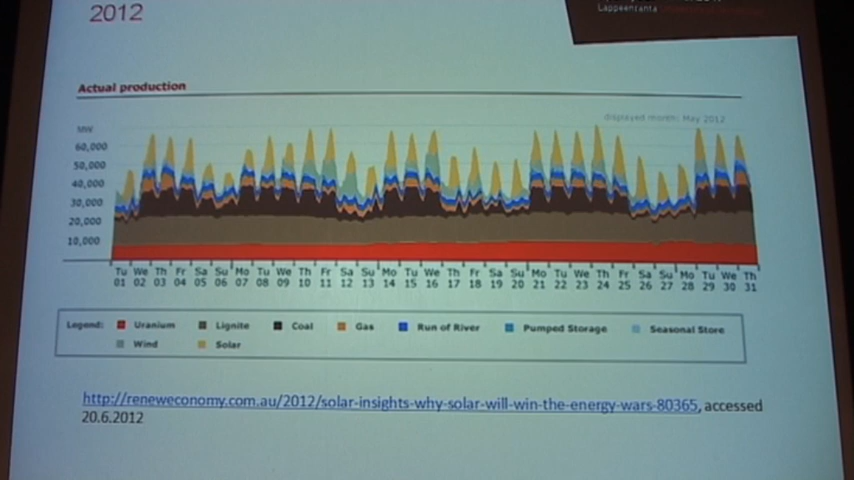 2012
Lappeenranta
Actual production
displayed month: May 2012
MW
60,000
50,000
40,000
30,000
20,000
10,000
Tu We Th Fr Sa Su Mo Tu We Th Fr Sa Su Mo Tu We Th Fr Sa Su Mo Tu We Th Fr Sa Su Mo Tu We Th
01 02 03 04 05 06 07 08 09 10 11 12 13 14 15 16 17 18 19 20 21 22 23 24 25 26 27 28 29 30 31
Legend: Uranium Lignite Coal Gas Run of River Pumped Storage Seasonal Store
Wind Solar
http://reneweconomy.com.au/2012/solar-insights-why-solar-will-win-the-energy-wars-80365, accessed
20.6.2012